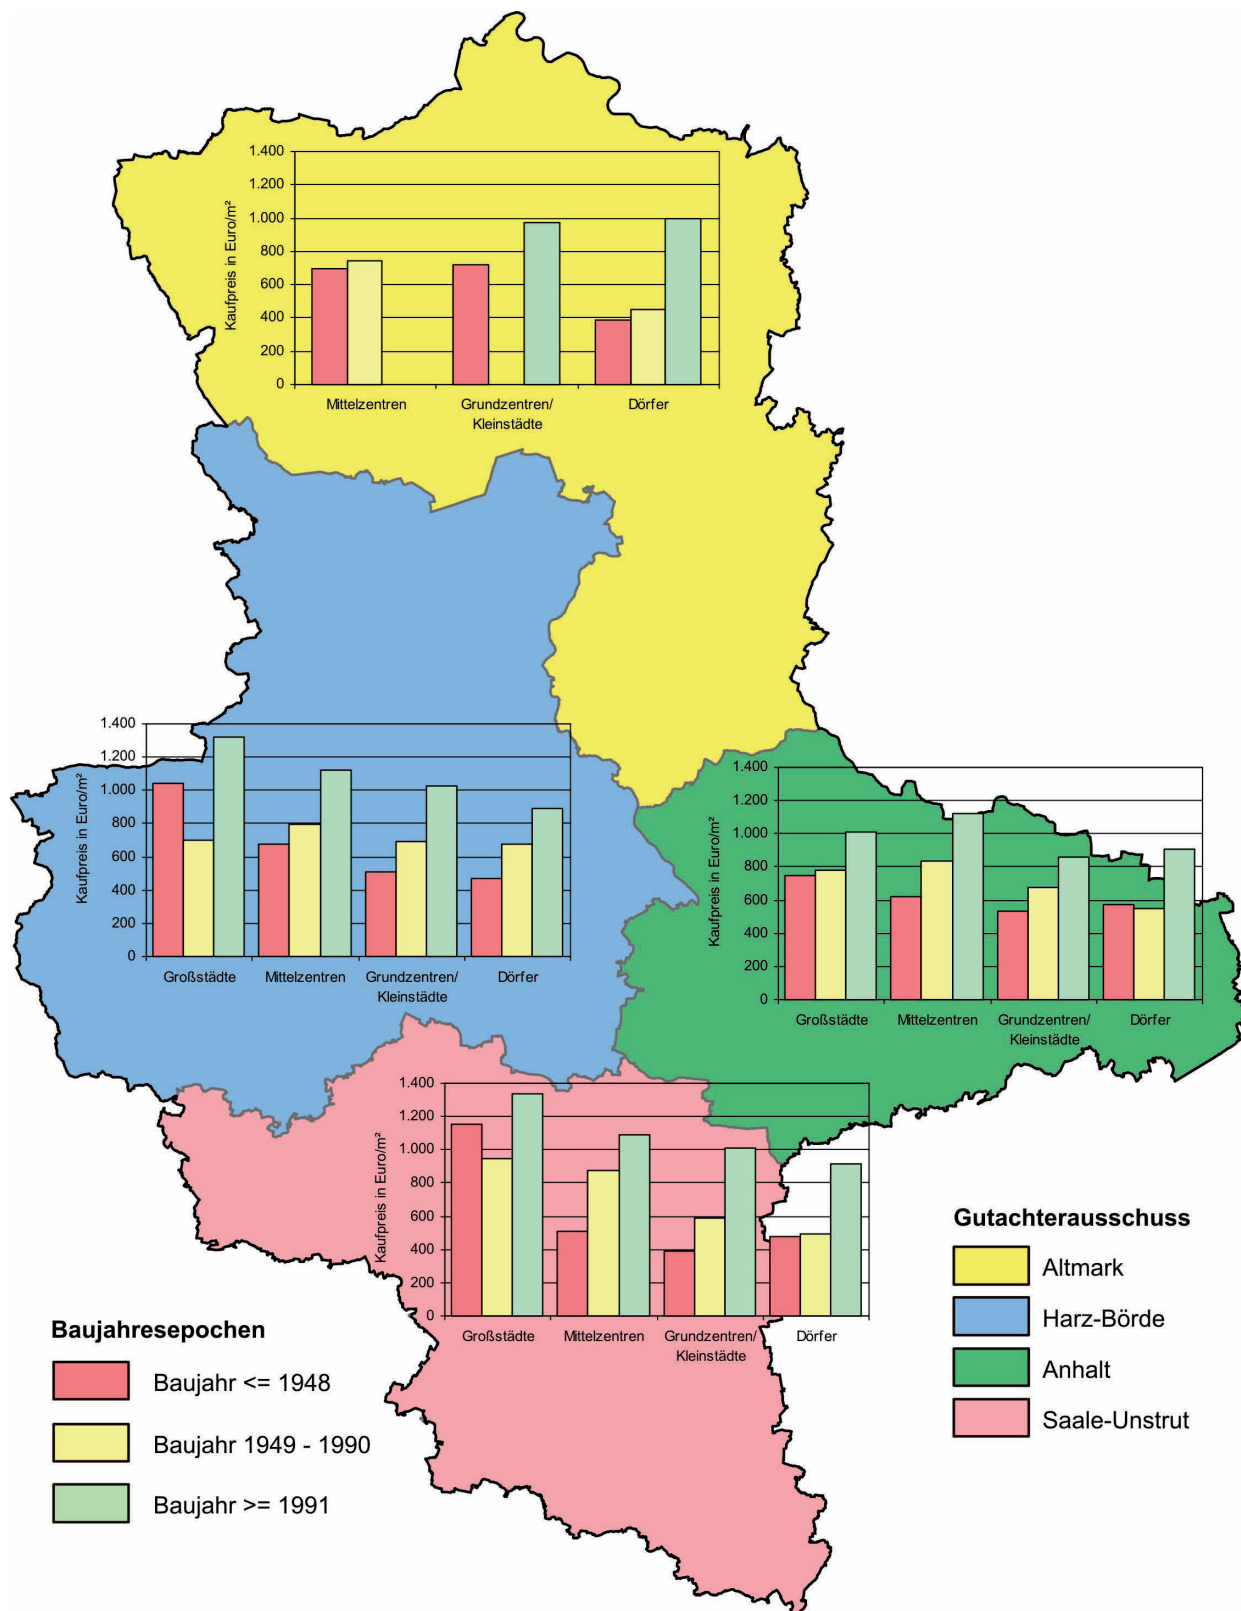 1.400
1.200
1.000
800
600
400
200
0
Kaufpreis in Euro/m²
Mittelzentren
Grundzentren/
Kleinstädte
Dörfer
1.400
1.200
1.000
800
600
400
200
0
Kaufpreis in Euro/m²
Großstädte
Mittelzentren
Grundzentren/
Kleinstädte
Dörfer
1.400
1.200
1.000
800
600
400
200
0
Kaufpreis in Euro/m²
Großstädte
Mittelzentren
Grundzentren/
Kleinstädte
Dörfer
1.400
1.200
1.000
800
600
400
200
0
Kaufpreis in Euro/m²
Großstädte
Mittelzentren
Grundzentren/
Kleinstädte
Dörfer
Gutachterausschuss
Altmark
Harz-Börde
Anhalt
Saale-Unstrut
Baujahresepochen
Baujahr <= 1948
Baujahr 1949 - 1990
Baujahr >= 1991